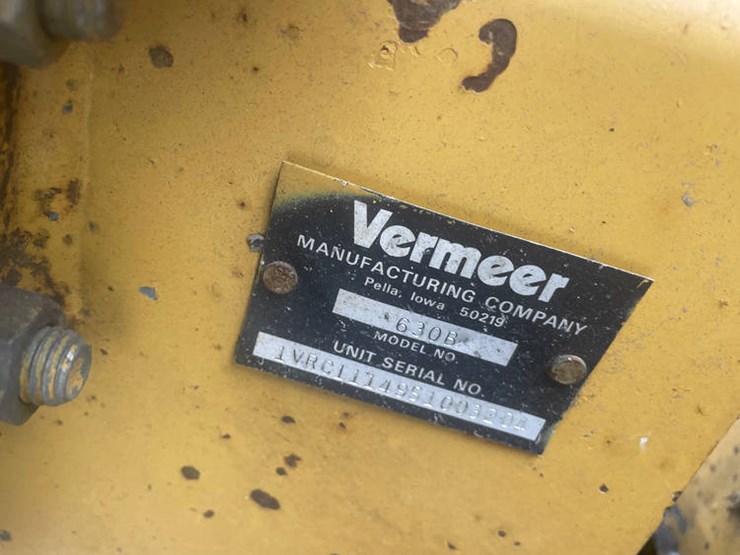 Vermeer
MANUFACTURING COMPANY
Pella, Iowa 50219
630B
MODEL NO.
UNIT SERIAL NO.